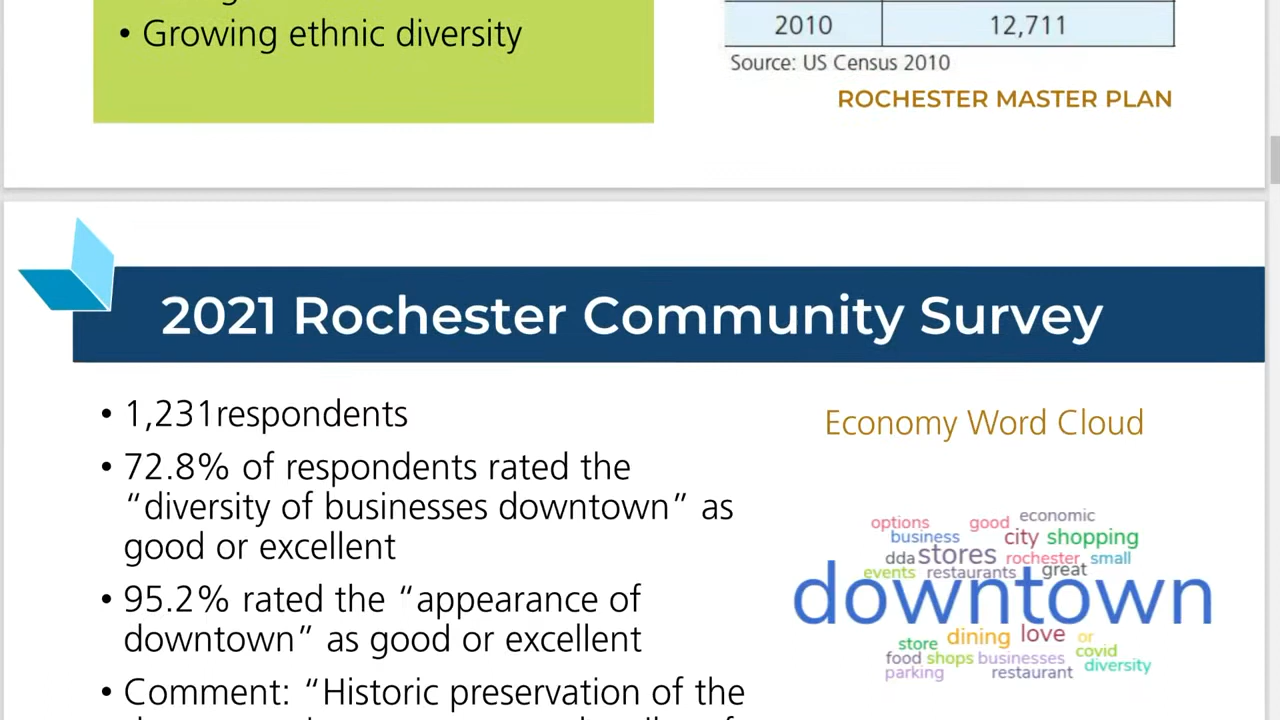 • Growing ethnic diversity
2010 12,711
Source: US Census 2010
ROCHESTER MASTER PLAN
2021 Rochester Community Survey
• 1,231respondents
• 72.8% of respondents rated the
“diversity of businesses downtown” as
good or excellent
• 95.2% rated the “appearance of
downtown” as good or excellent
• Comment: “Historic preservation of the
Economy Word Cloud
options good economic
business city shopping
dda stores rochester small
events restaurants great
downtown
store dining love or
food shops businesses covid
parking restaurant diversity